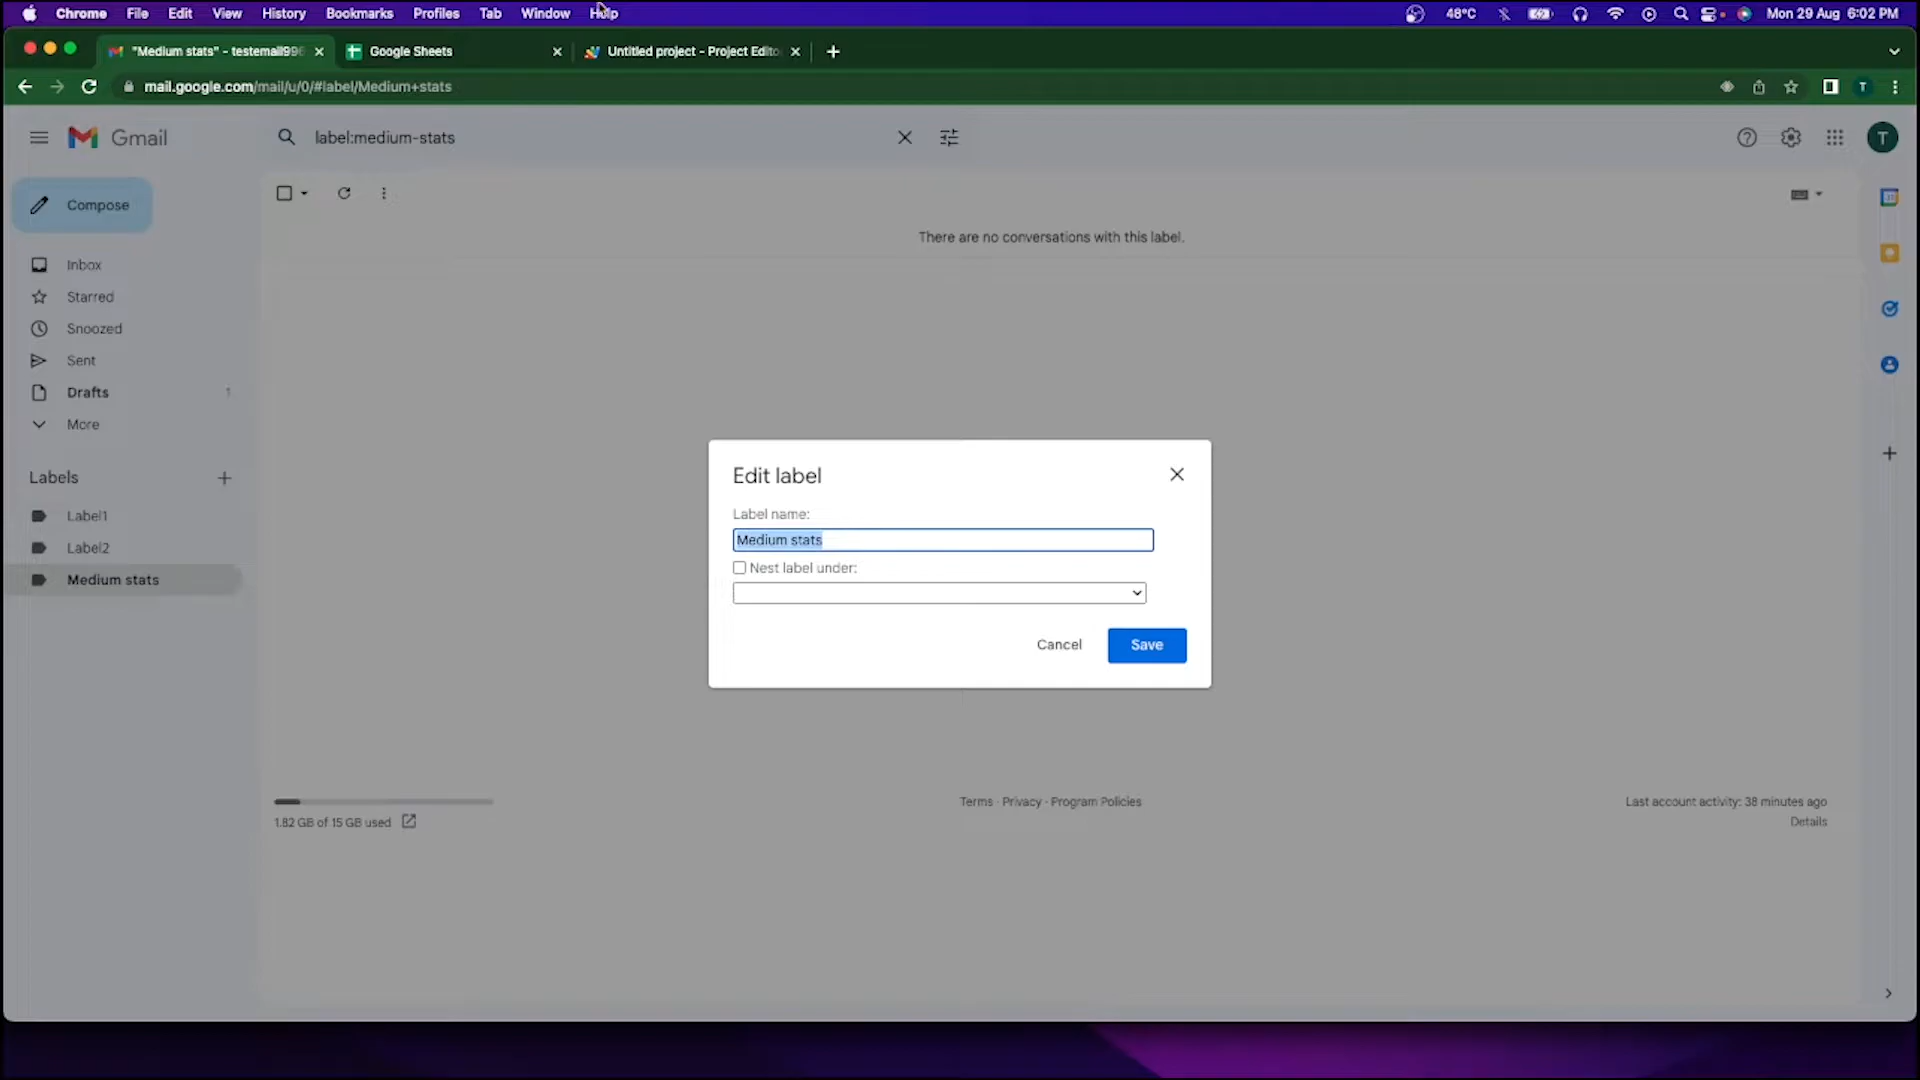 Chrome File Edit View History Bookmarks Profiles Tab Window Help 48°C Mon 29 Aug 6:02 PM
"Medium stats" - testemail996 Google Sheets Untitled project - Project Edito
mail.google.com/mail/u/0/#label/Medium+stats T
Gmail label:medium-stats T
Compose
There are no conversations with this label.
Inbox
Starred
Snoozed
Sent
Drafts 1
More
Labels
Label1
Label2
Medium stats
Edit label
Label name:
Medium stats
Nest label under:
Cancel Save
Terms · Privacy · Program Policies
1.82 GB of 15 GB used
Last account activity: 38 minutes ago
Details